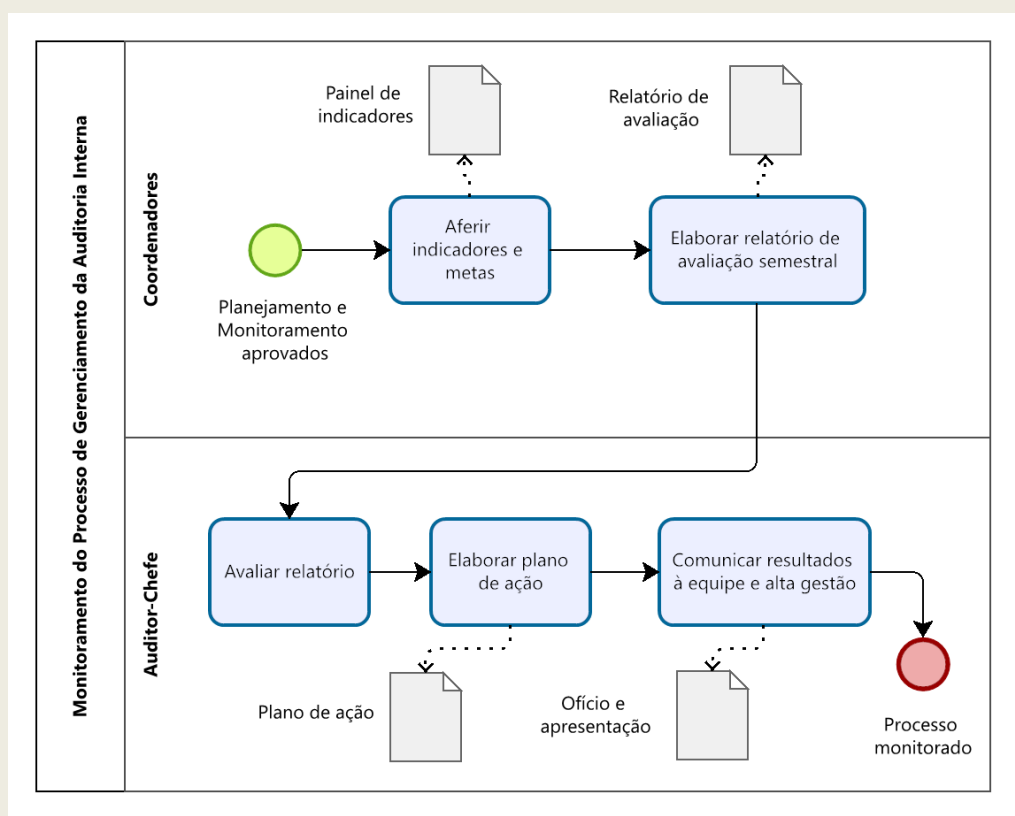 Monitoramento do Processo de Gerenciamento da Auditoria Interna
Coordenadores
Painel de
indicadores
Relatório de
avaliação
Planejamento e
Monitoramento
aprovados
Aferir
indicadores e
metas
Elaborar relatório de
avaliação semestral
Auditor-Chefe
Avaliar relatório
Elaborar plano
de ação
Comunicar resultados
à equipe e alta gestão
Plano de ação
Ofício e
apresentação
Processo
monitorado